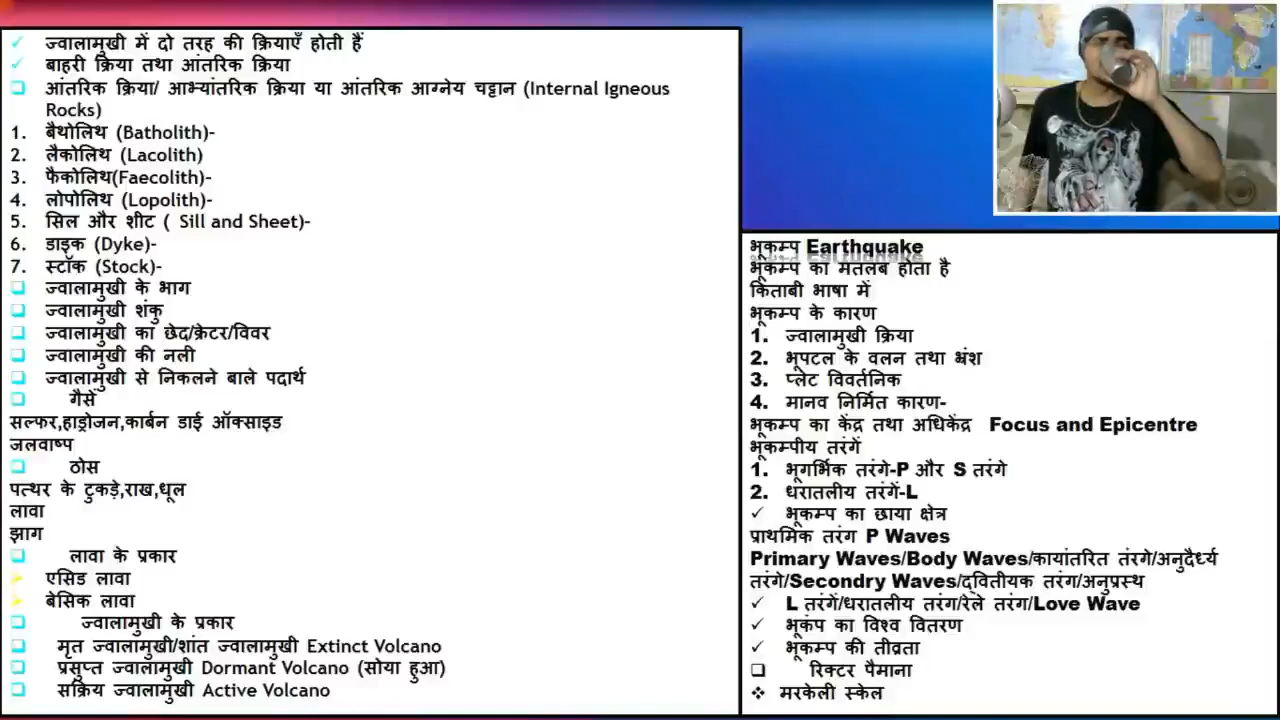 ज्वालामुखी में दो तरह की क्रियाएँ होती हैं
बाहरी क्रिया तथा आंतरिक क्रिया
आंतरिक क्रिया/ आभ्यांतरिक क्रिया या आंतरिक आग्नेय चट्टान (Internal Igneous
Rocks)
1. बैथोलिथ (Batholith)-
2. लैकोलिथ (Lacolith)
3. फैकोलिथ(Faecolith)-
4. लोपोलिथ (Lopolith)-
5. सिल और शीट ( Sill and Sheet)-
6. डाइक (Dyke)-
7. स्टॉक (Stock)-
ज्वालामुखी के भाग
ज्वालामुखी शंकु
ज्वालामुखी का छेद/क्रेटर/विवर
ज्वालामुखी की नली
ज्वालामुखी से निकलने बाले पदार्थ
गैसें
सल्फर,हाड्रोजन,कार्बन डाई ऑक्साइड
जलवाष्प
ठोस
पत्थर के टुकड़े,राख,धूल
लावा
झाग
लावा के प्रकार
एसिड लावा
बेसिक लावा
ज्वालामुखी के प्रकार
मृत ज्वालामुखी/शांत ज्वालामुखी Extinct Volcano
प्रसुप्त ज्वालामुखी Dormant Volcano (सोया हुआ)
सक्रिय ज्वालामुखी Active Volcano
भूकम्प Earthquake
भूकम्प का मतलब होता है
किताबी भाषा में
भूकम्प के कारण
1. ज्वालामुखी क्रिया
2. भूपटल के वलन तथा भ्रंश
3. प्लेट विवर्तनिक
4. मानव निर्मित कारण-
भूकम्प का केंद्र तथा अधिकेंद्र Focus and Epicentre
भूकम्पीय तरंगें
1. भूगर्भिक तरंगे-P और S तरंगे
2. धरातलीय तरंगें-L
भूकम्प का छाया क्षेत्र
प्राथमिक तरंग P Waves
Primary Waves/Body Waves/कायांतरित तंरगे/अनुदैर्ध्य
तरंगे/Secondry Waves/द्वितीयक तरंग/अनुप्रस्थ
L तरंगें/धरातलीय तरंग/रेले तरंग/Love Wave
भूकंप का विश्व वितरण
भूकम्प की तीव्रता
रिक्टर पैमाना
मरकेली स्केल